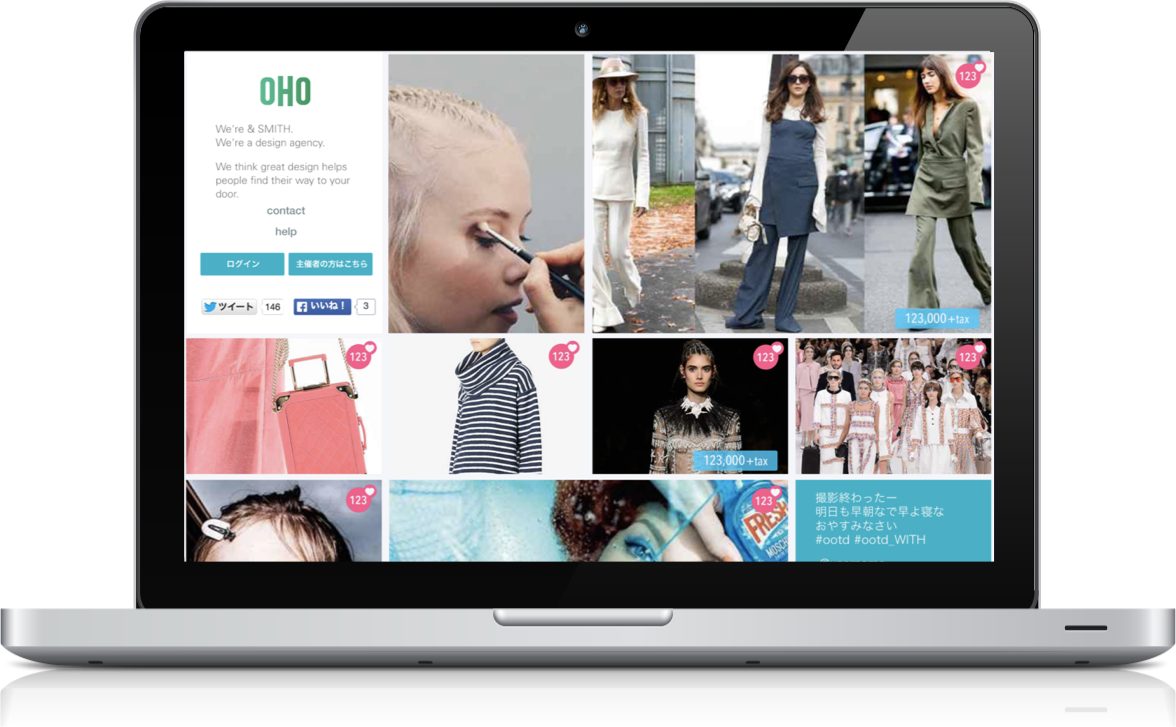 OHO
We're & SMITH.
We're a design agency.
We think great design helps
people find their way to your
door.
contact
help
ログイン
主催者の方はこちら
ツイート 146
いいね！ 3
123
123,000+tax
123
123
123
123,000+tax
123
123
123
FRESH
MOSCH
撮影終わったー
明日も早朝なで早よ寝な
おやすみなさい
#ootd #ootd_WITH